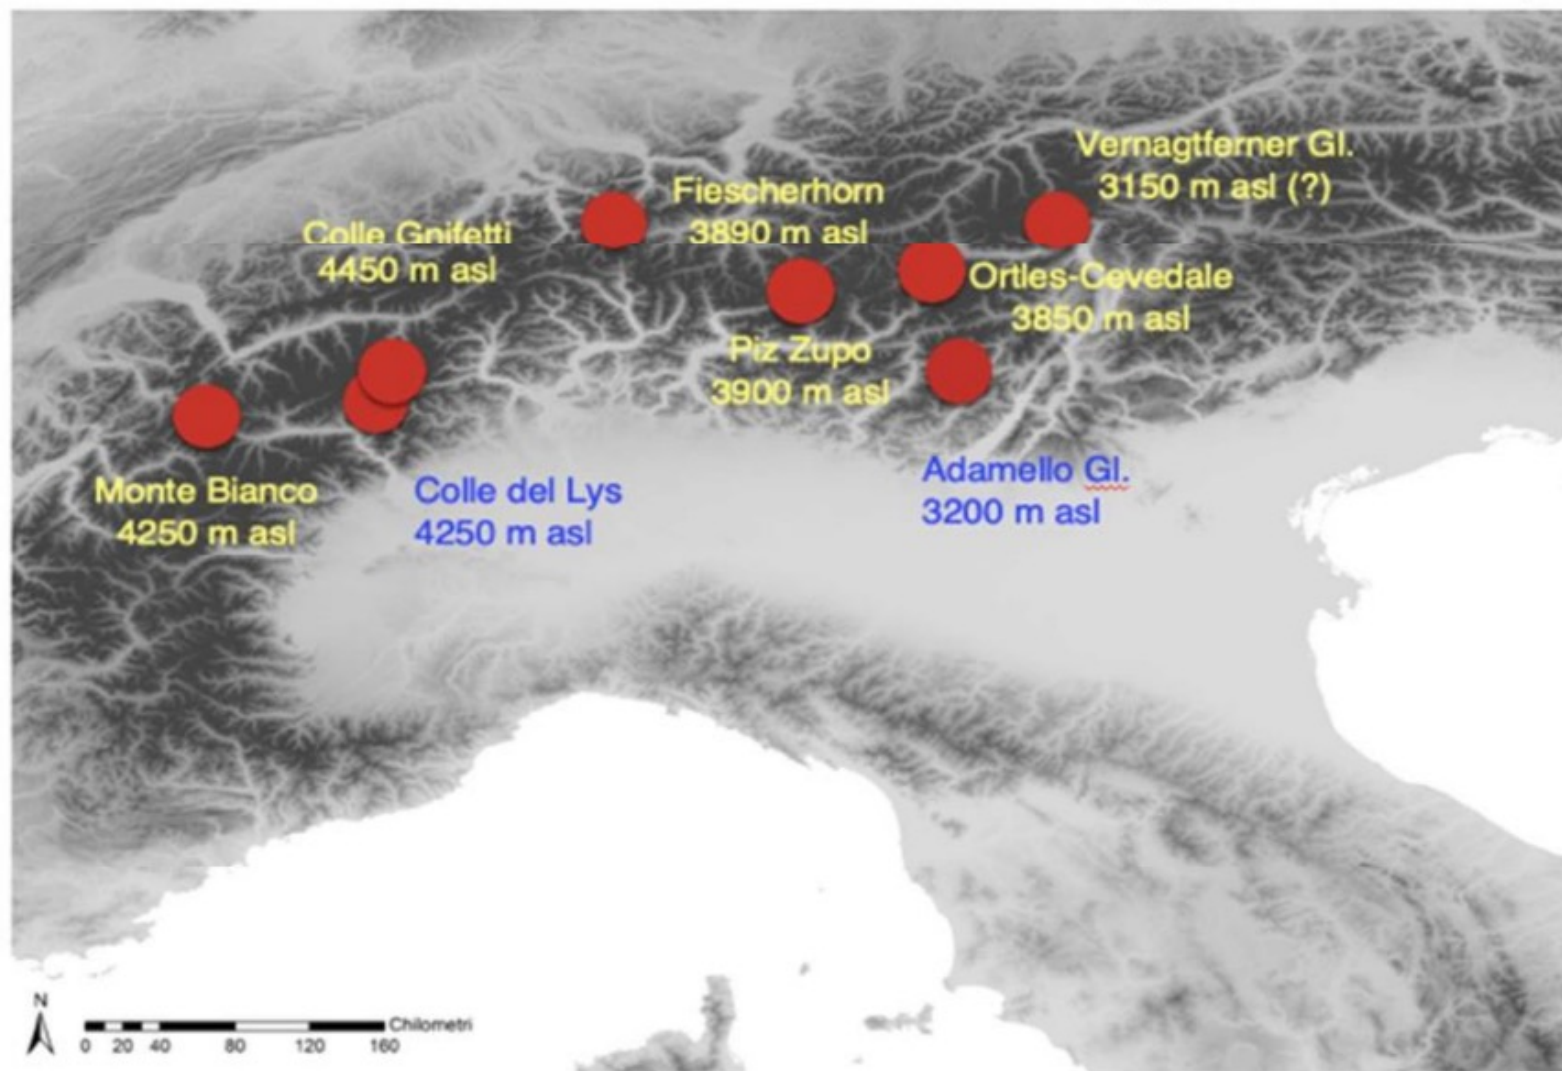 Vernagtferner Gl.
3150 m asl (?)
Fiescherhorn
3890 m asl
Colle Gnifetti
4450 m asl
Ortles-Cevedale
3850 m asl
Piz Zupo
3900 m asl
Monte Bianco
4250 m asl
Colle del Lys
4250 m asl
Adamello Gl.
3200 m asl
N
Chilometri
0 20 40 80 120 160